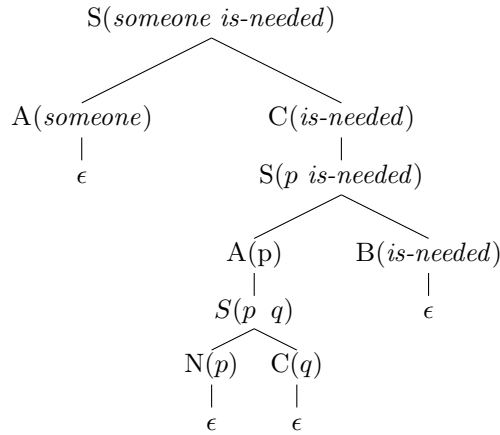 S(someone is-needed)
A(someone) C(is-needed)
ϵ S(p is-needed)
A(p) B(is-needed)
S(p q) ϵ
N(p) C(q)
ϵ ϵ